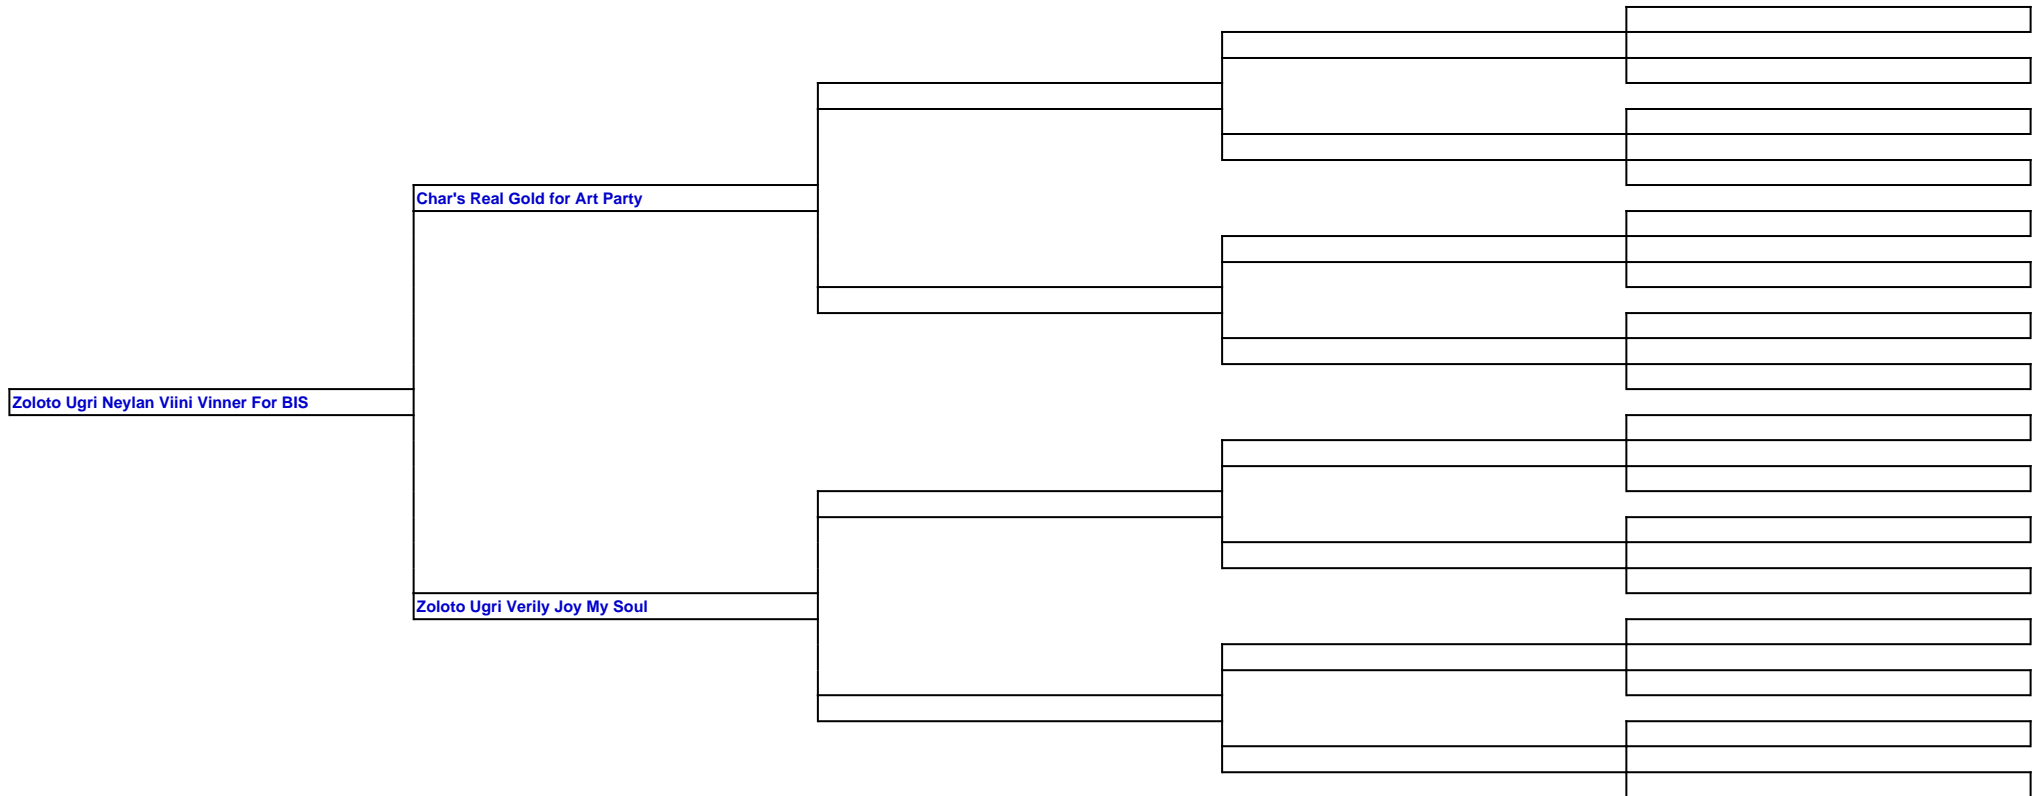 Char's Real Gold for Art Party
Zoloto Ugri Neylan Viini Vinner For BIS
Zoloto Ugri Verily Joy My Soul